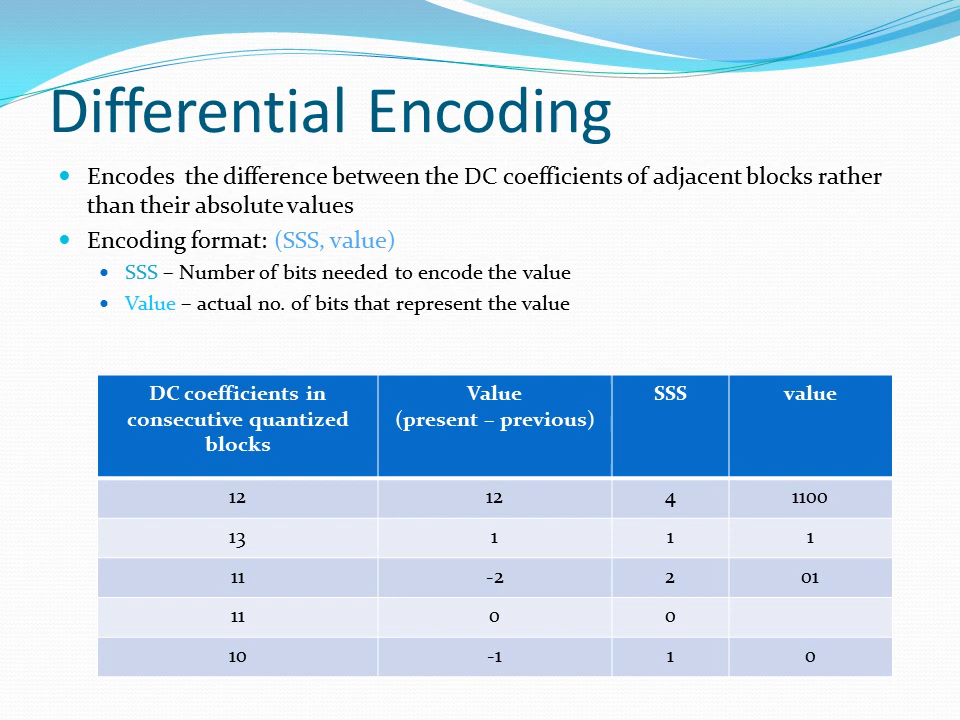 Differential Encoding
Encodes the difference between the DC coefficients of adjacent blocks rather
than their absolute values
Encoding format: (SSS, value)
SSS – Number of bits needed to encode the value
Value – actual no. of bits that represent the value
DC coefficients in
consecutive quantized
blocks
Value
(present – previous)
SSS
value
12 12 4 1100
13 1 1 1
11 -2 2 01
11 0 0
10 -1 1 0